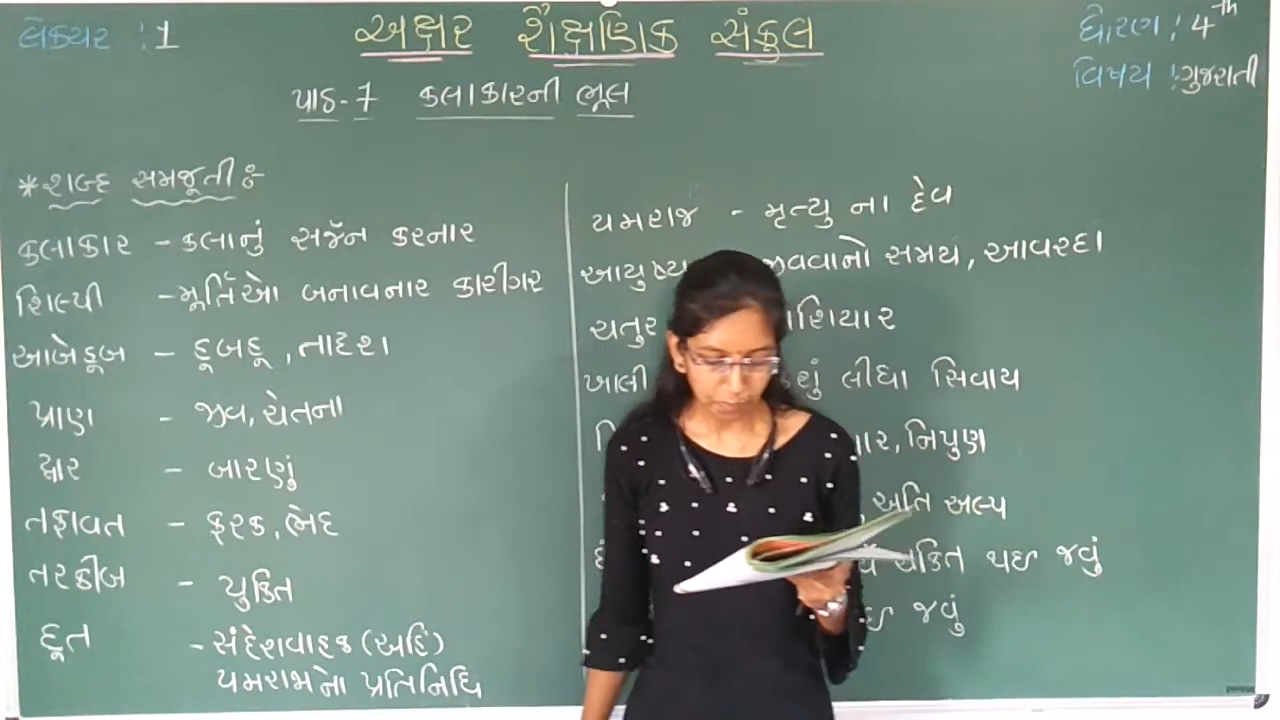 લેક્ચર : 1
અક્ષર શૈક્ષણિક સંકુલ
ધોરણ : 4th
વિષય : ગુજરાતી
પાઠ-7 કલાકારની ભૂલ
*શબ્દ સમજૂતી :-
કલાકાર - કલાનું સર્જન કરનાર
શિલ્પી - મૂર્તિઓ બનાવનાર કારીગર
આબેહૂબ - હૂબહૂ, તાદેશ
પ્રાણ - જીવ, ચેતના
દ્વાર - બારણું
તફાવત - ફરક, ભેદ
તરકીબ - યુક્તિ
દૂત - સંદેશવાહક (અહીં)
યમરાજનો પ્રતિનિધિ
યમરાજ - મૃત્યુ ના દેવ
આયુષ્ય જીવવાનો સમય, આવરદા
ચતુર
ખાલી લીધા સિવાય
નિપુણ
અતિ અલ્પ
ચકિત થઈ જવું
જવું